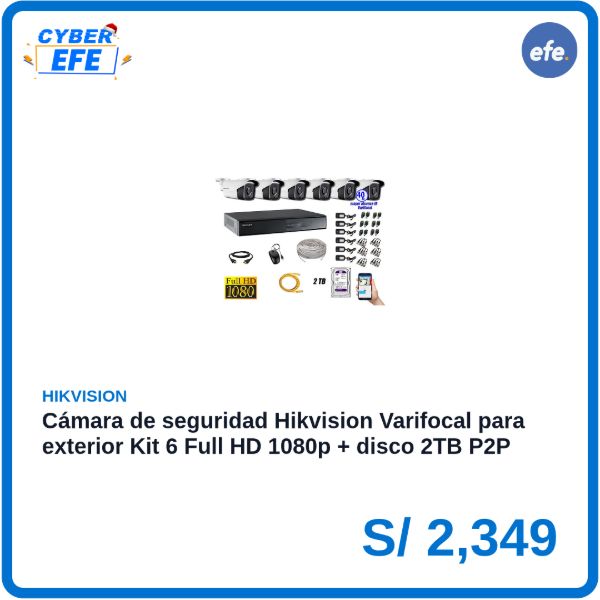 CYBER
EFE
efe.
40
2 TB
Full HD
1080
HIKVISION
Cámara de seguridad Hikvision Varifocal para
exterior Kit 6 Full HD 1080p + disco 2TB P2P
S/ 2,349